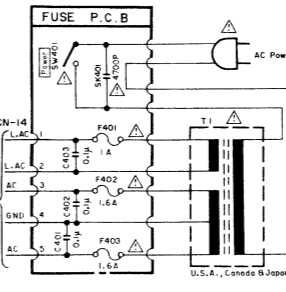 FUSE P.C.B
Power
SW401
SK401
4700P
AC Pow
CN-14
L.AC 1
F401
1A
C403
0.1μ
L.AC 2
T1
AC 3
F402
1.6A
C402
0.1μ
GND 4
C401
0.1μ
AC 5
F403
1.6A
U.S.A., Canada & Japan